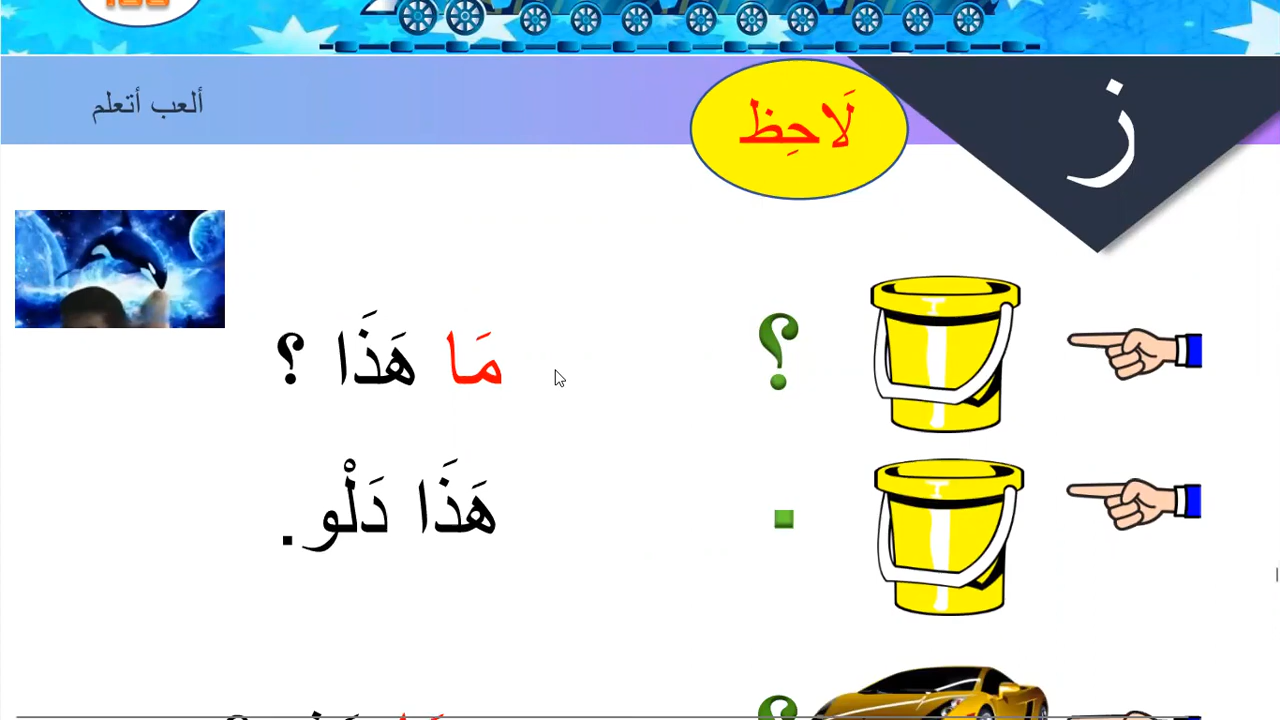 ز
لَاحِظ
ألعب أتعلم
مَا هَذَا ؟
؟
هَذَا دَلْو.